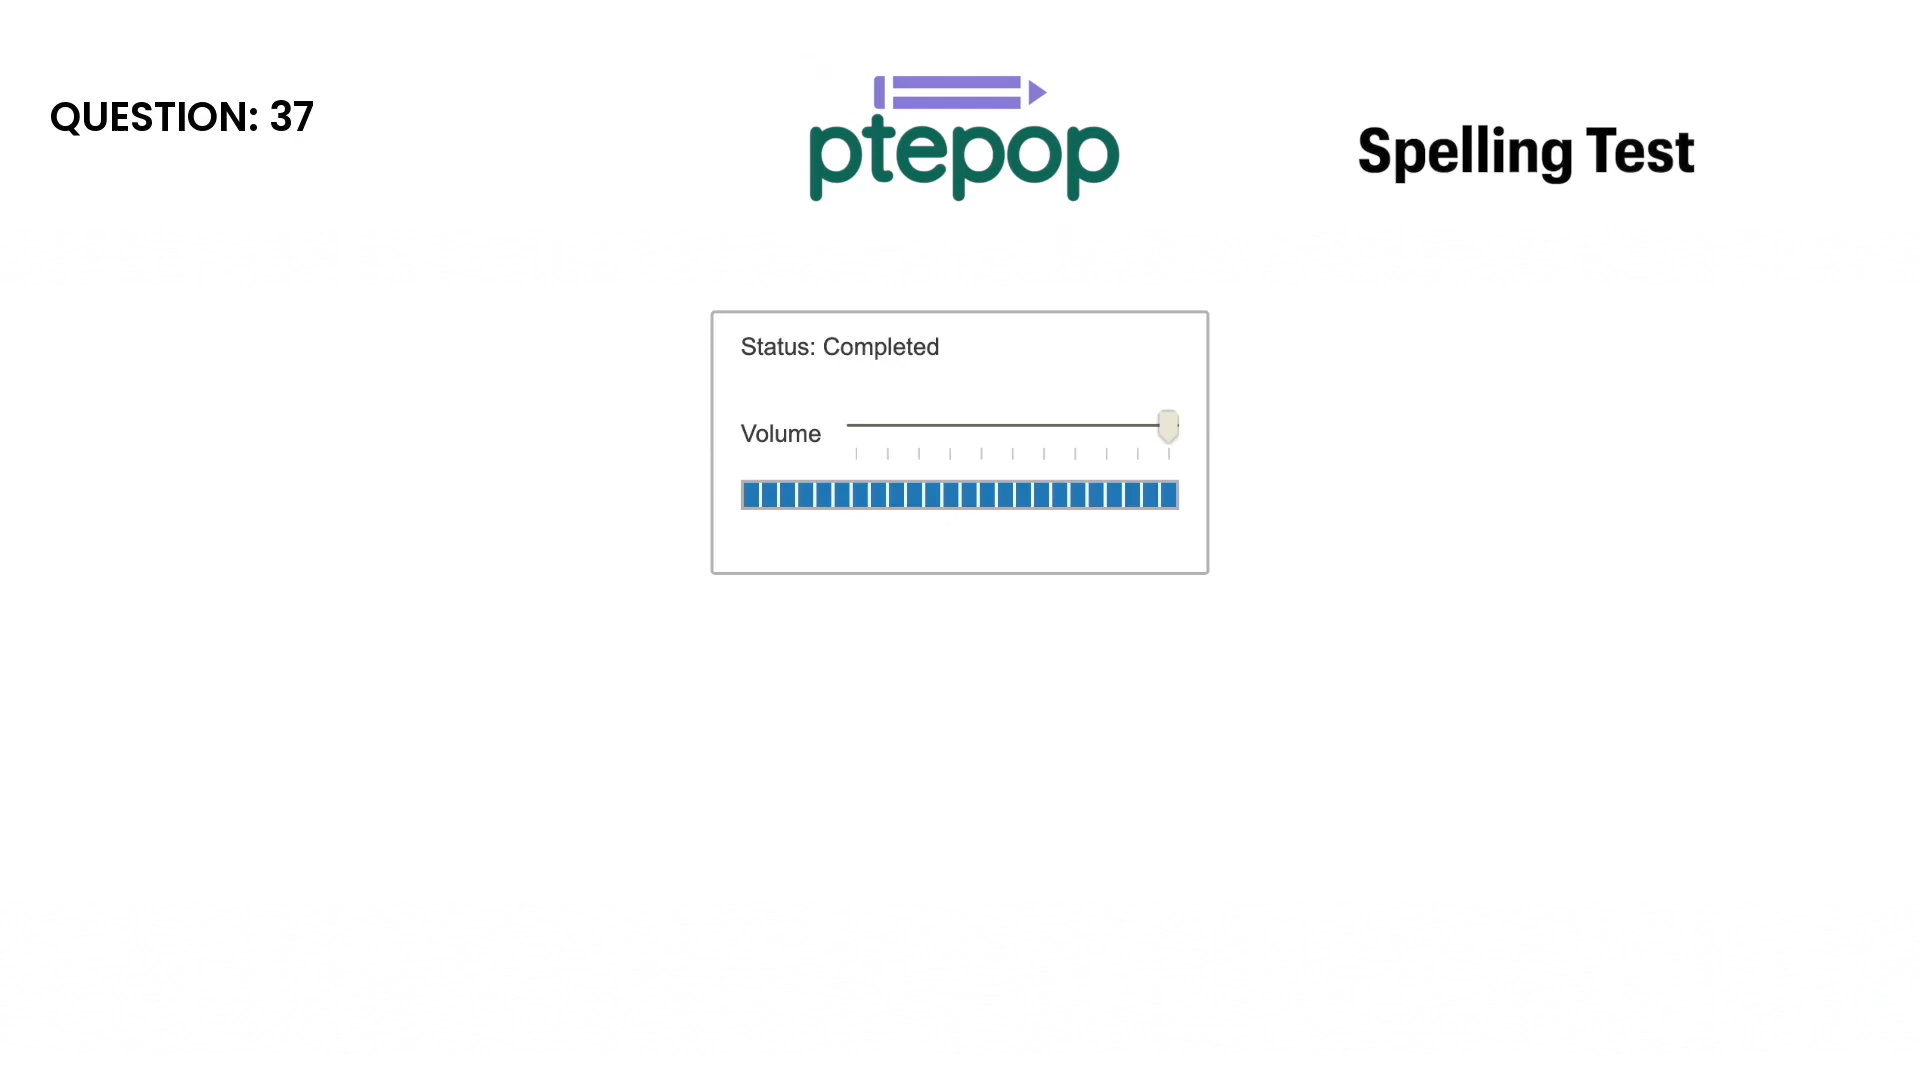 QUESTION: 37
ptepop
Spelling Test
Status: Completed
Volume